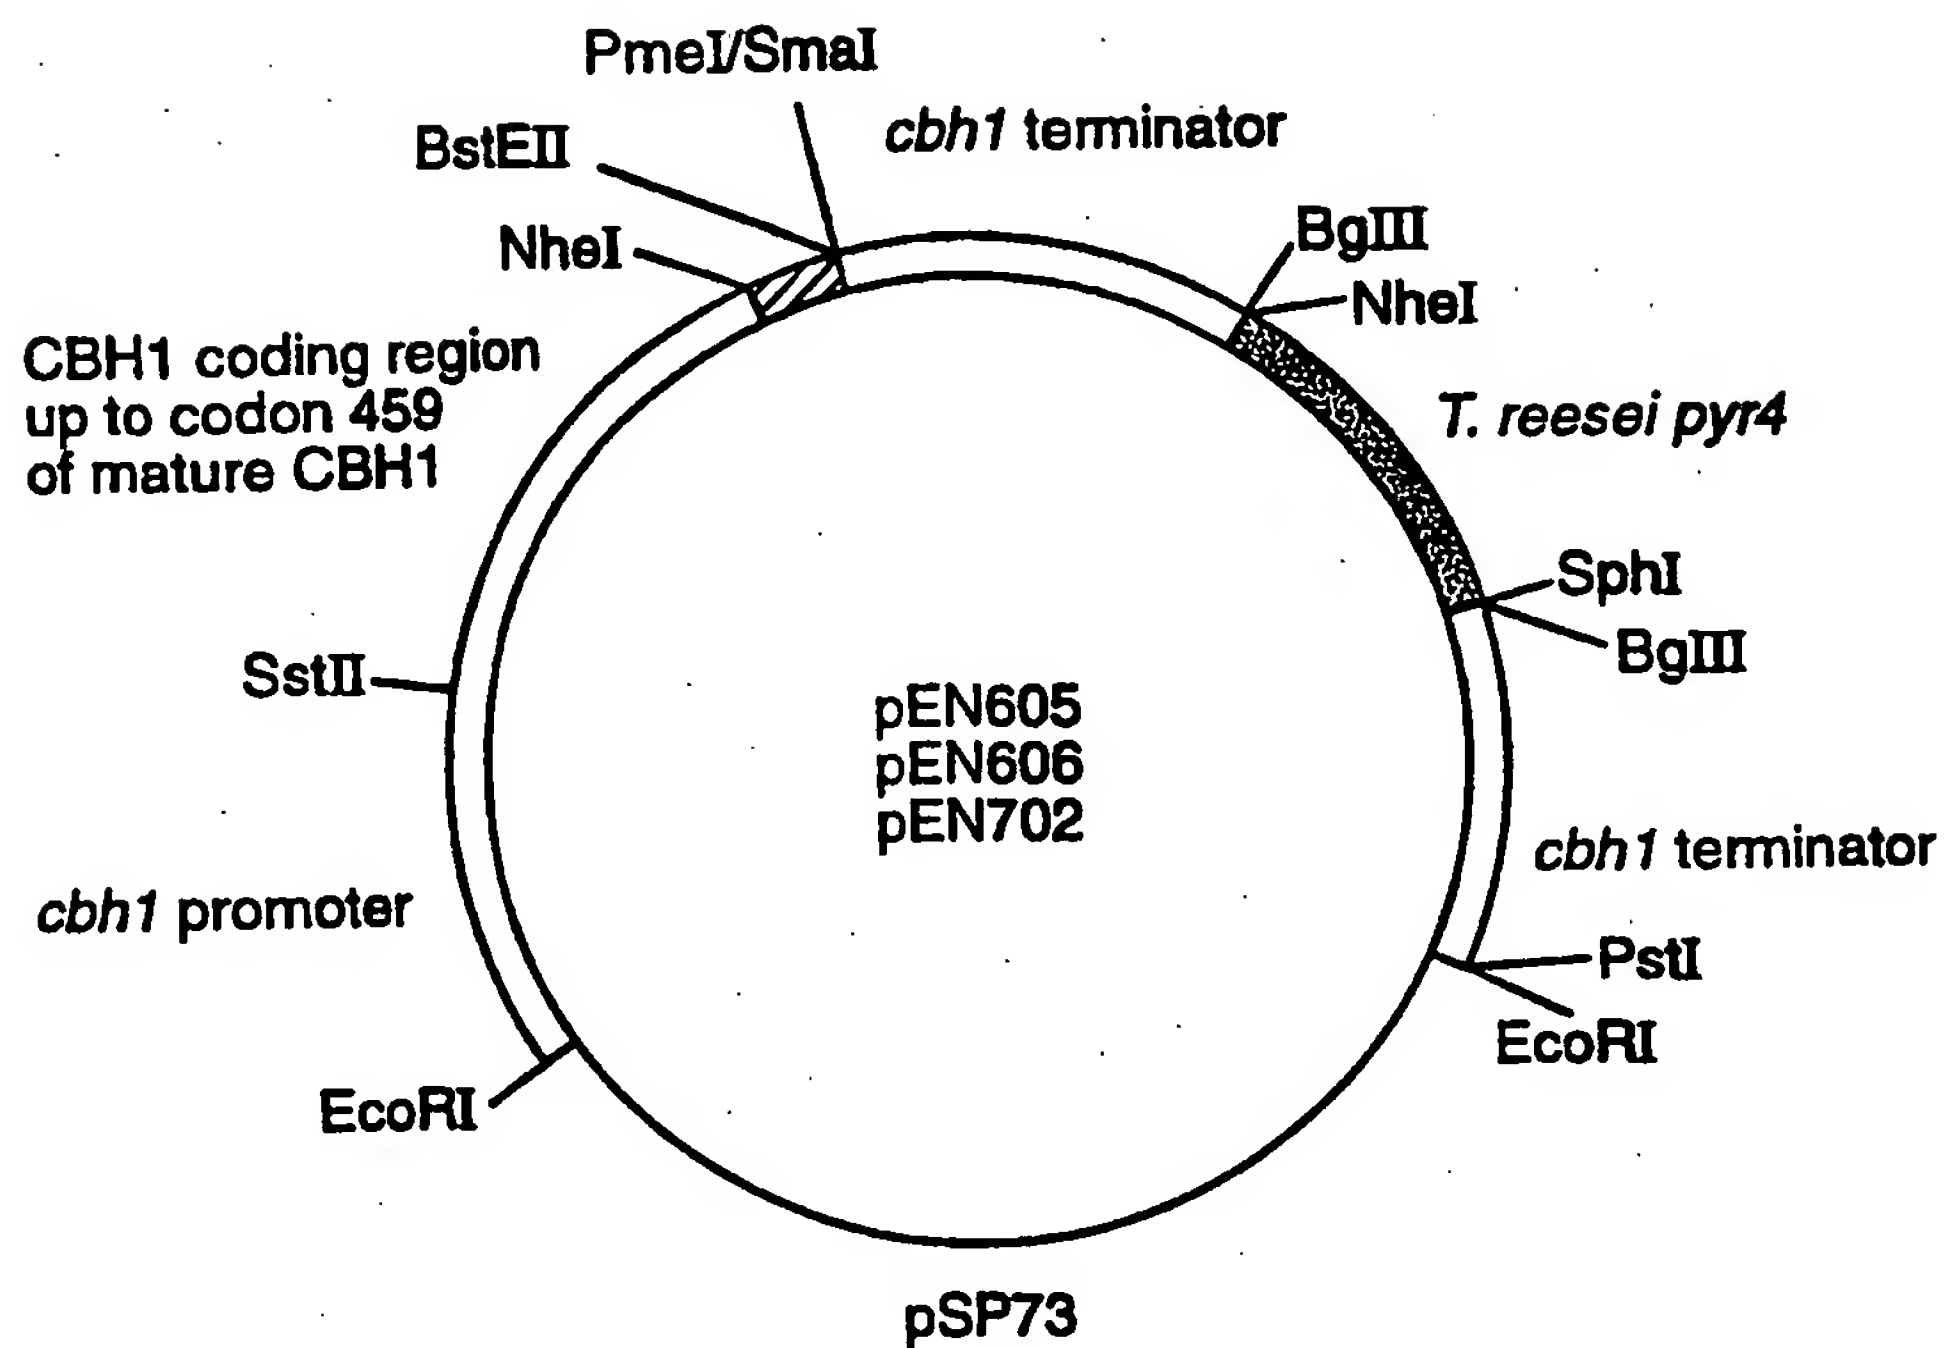 PmeI/SmaI
cbh1 terminator
BstEII
NheI
BglII
NheI
CBH1 coding region
up to codon 459
of mature CBH1
T. reesei pyr4
SphI
BglII
SstII
pEN605
pEN606
pEN702
cbh1 terminator
cbh1 promoter
PstI
EcoRI
EcoRI
pSP73